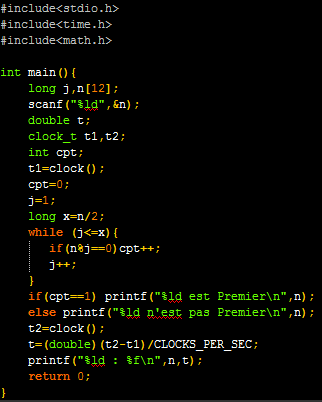 #include<stdio.h>
#include<time.h>
#include<math.h>
int main(){
long j,n[12];
scanf("%ld",&n);
double t;
clock_t t1,t2;
int cpt;
t1=clock();
cpt=0;
j=1;
long x=n/2;
while (j<=x){
if(n%j==0)cpt++;
j++;
}
if(cpt==1) printf("%ld est Premier\n",n);
else printf("%ld n'est pas Premier\n",n);
t2=clock();
t=(double)(t2-t1)/CLOCKS_PER_SEC;
printf("%ld : %f\n",n,t);
return 0;
}